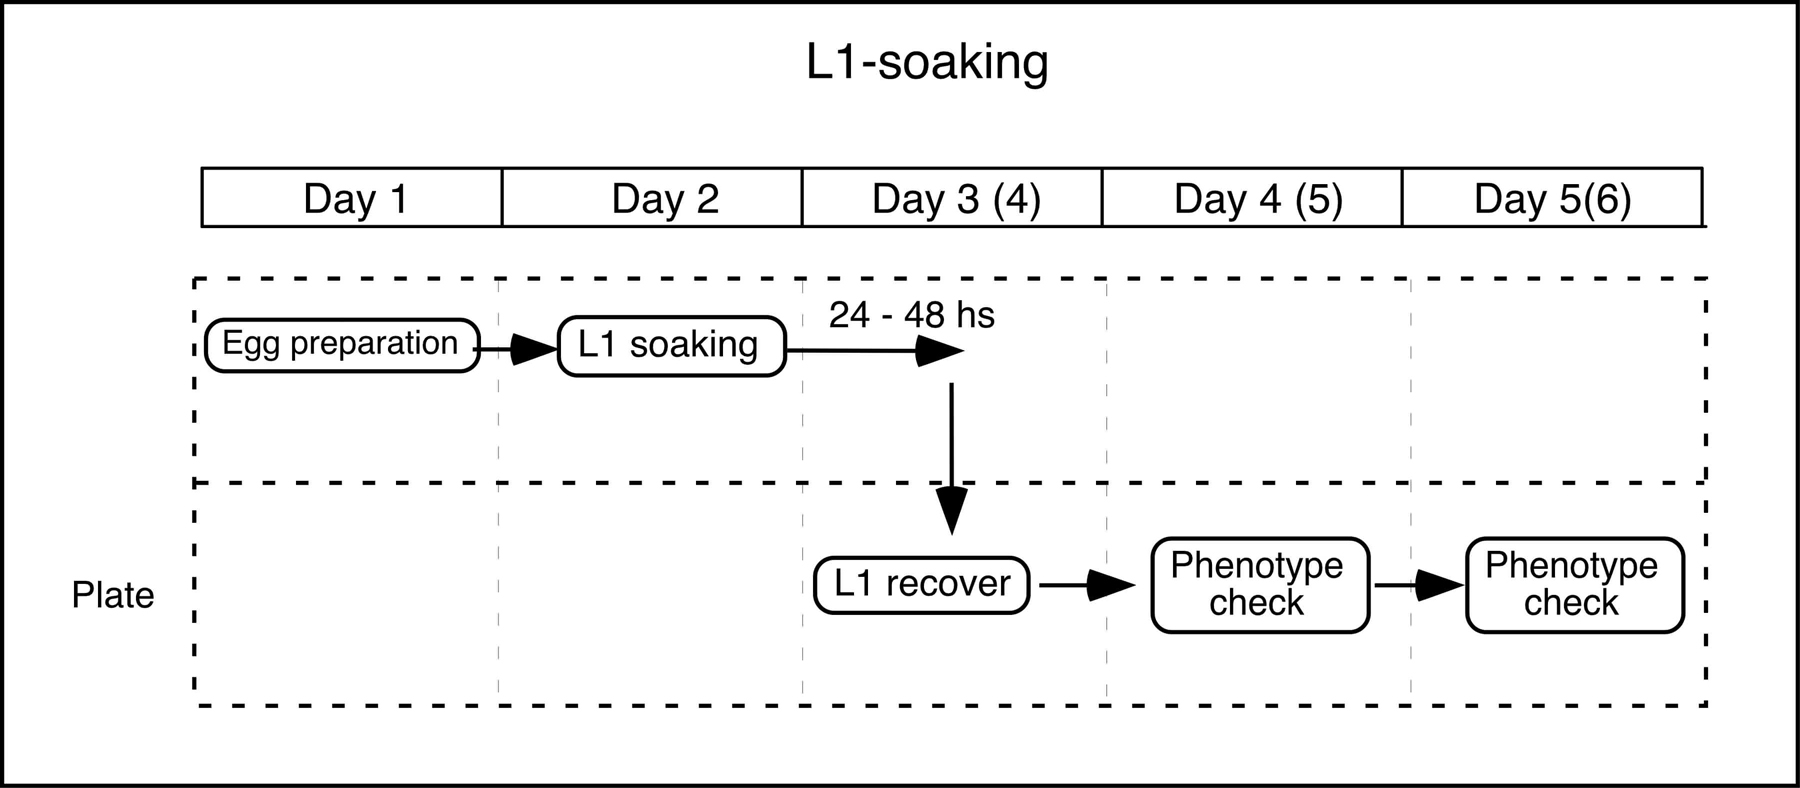 L1-soaking
Day 1
Day 2
Day 3 (4)
Day 4 (5)
Day 5(6)
24 - 48 hs
Egg preparation
L1 soaking
Plate
L1 recover
Phenotype
check
Phenotype
check